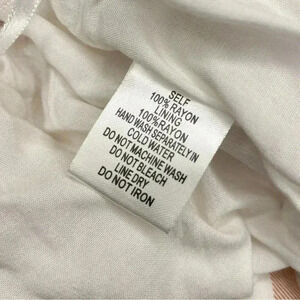 SELF
100% RAYON
LINING
100%RAYON
HAND WASH SEPARATELY IN
COLD WATER
DO NOT MACHINE WASH
DO NOT BLEACH
LINE DRY
DO NOT IRON